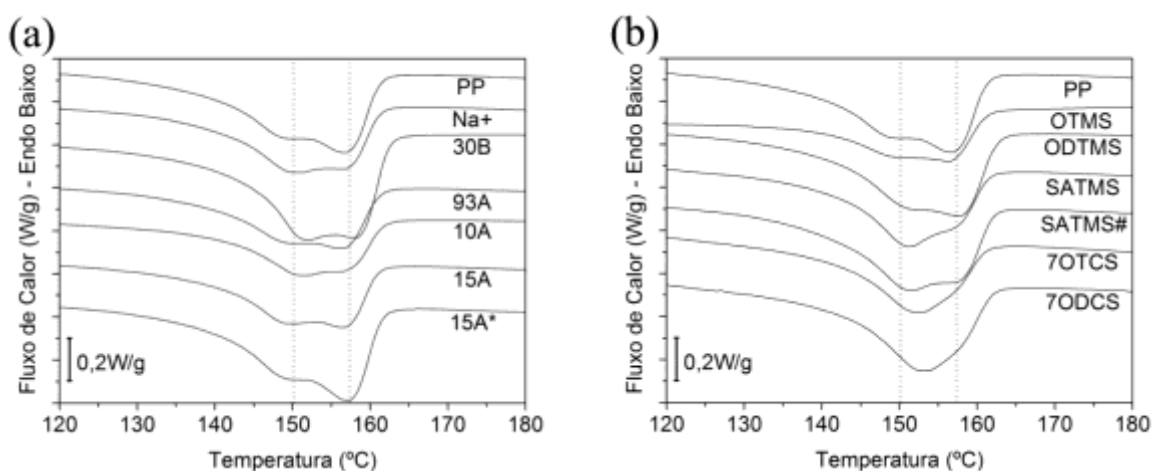 (a)
Fluxo de Calor (W/g) - Endo Baixo
PP
Na+
30B
93A
10A
15A
15A*
0,2W/g
120 130 140 150 160 170 180
Temperatura (ºC)
(b)
Fluxo de Calor (W/g) - Endo Baixo
PP
OTMS
ODTMS
SATMS
SATMS#
7OTCS
7ODCS
0,2W/g
120 130 140 150 160 170 180
Temperatura (ºC)